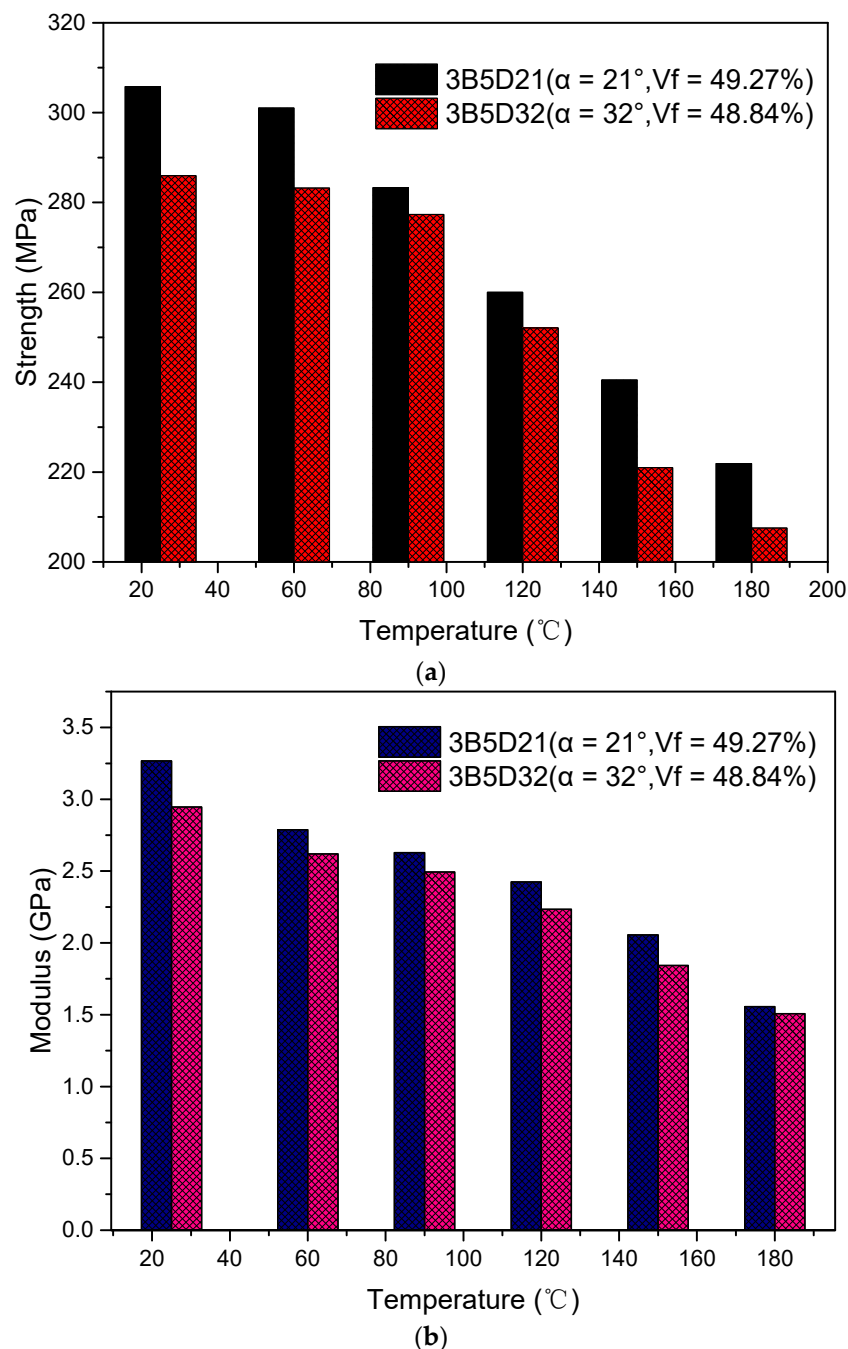 320
300
280
260
240
220
200
Strength (MPa)
3B5D21(α = 21°,Vf = 49.27%)
3B5D32(α = 32°,Vf = 48.84%)
20 40 60 80 100 120 140 160 180 200
Temperature (℃)
(a)
3.5
3.0
2.5
2.0
1.5
1.0
0.5
0.0
Modulus (GPa)
3B5D21(α = 21°,Vf = 49.27%)
3B5D32(α = 32°,Vf = 48.84%)
20 40 60 80 100 120 140 160 180
Temperature (℃)
(b)